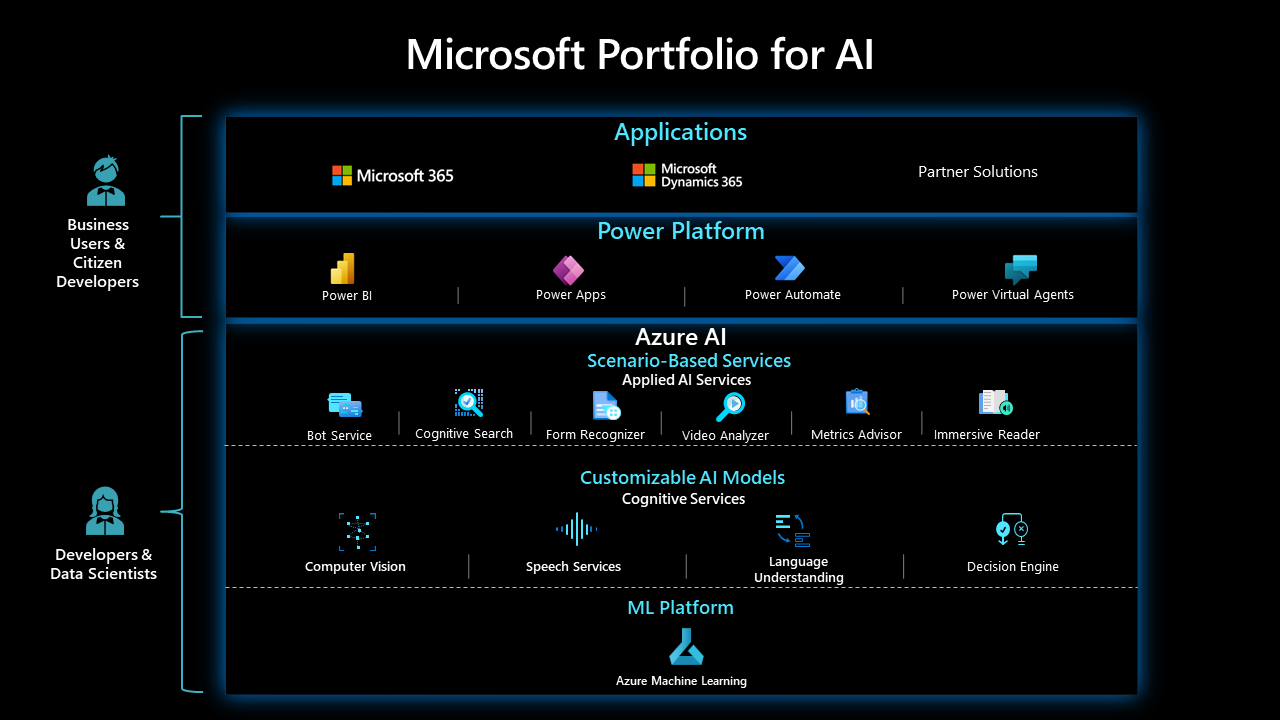 Microsoft Portfolio for AI
Applications
Microsoft 365
Microsoft
Dynamics 365
Partner Solutions
Business
Users &
Citizen
Developers
Power Platform
Power BI
Power Apps
Power Automate
Power Virtual Agents
Azure AI
Scenario-Based Services
Applied AI Services
Bot Service
Cognitive Search
Form Recognizer
Video Analyzer
Metrics Advisor
Immersive Reader
Customizable AI Models
Cognitive Services
Computer Vision
Speech Services
Language
Understanding
Decision Engine
Developers &
Data Scientists
ML Platform
Azure Machine Learning